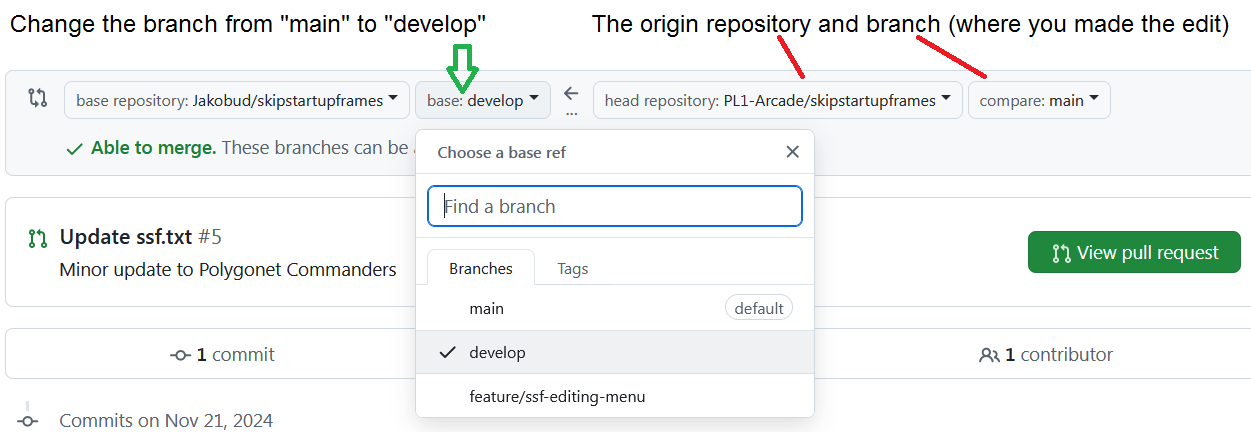 Change the branch from "main" to "develop"
The origin repository and branch (where you made the edit)
base repository: Jakobud/skipstartupframes
base: develop
head repository: PL1-Arcade/skipstartupframes
compare: main
Able to merge. These branches can be
Choose a base ref
Find a branch
Update ssf.txt #5
Minor update to Polygonet Commanders
View pull request
Branches
Tags
main
default
1 commit
develop
1 contributor
feature/ssf-editing-menu
Commits on Nov 21, 2024